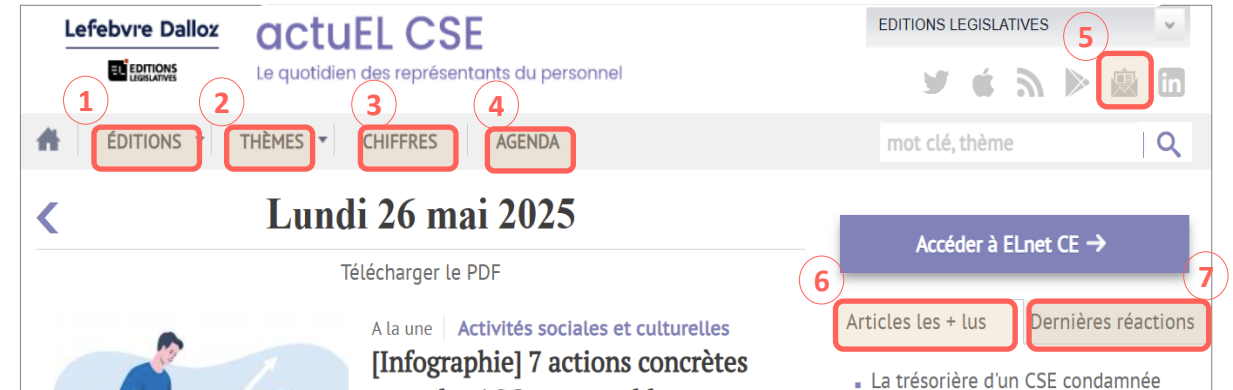 Lefebvre Dalloz
EDITIONS
LEGISLATIVES
actuEL CSE
Le quotidien des représentants du personnel
EDITIONS LEGISLATIVES
5
in
1
2
3
4
ÉDITIONS
THÈMES
CHIFFRES
AGENDA
mot clé, thème
Lundi 26 mai 2025
Télécharger le PDF
Accéder à ELnet CE →
6
7
Articles les + lus
Dernières réactions
A la une | Activités sociales et culturelles
[Infographie] 7 actions concrètes
La trésorière d'un CSE condamnée